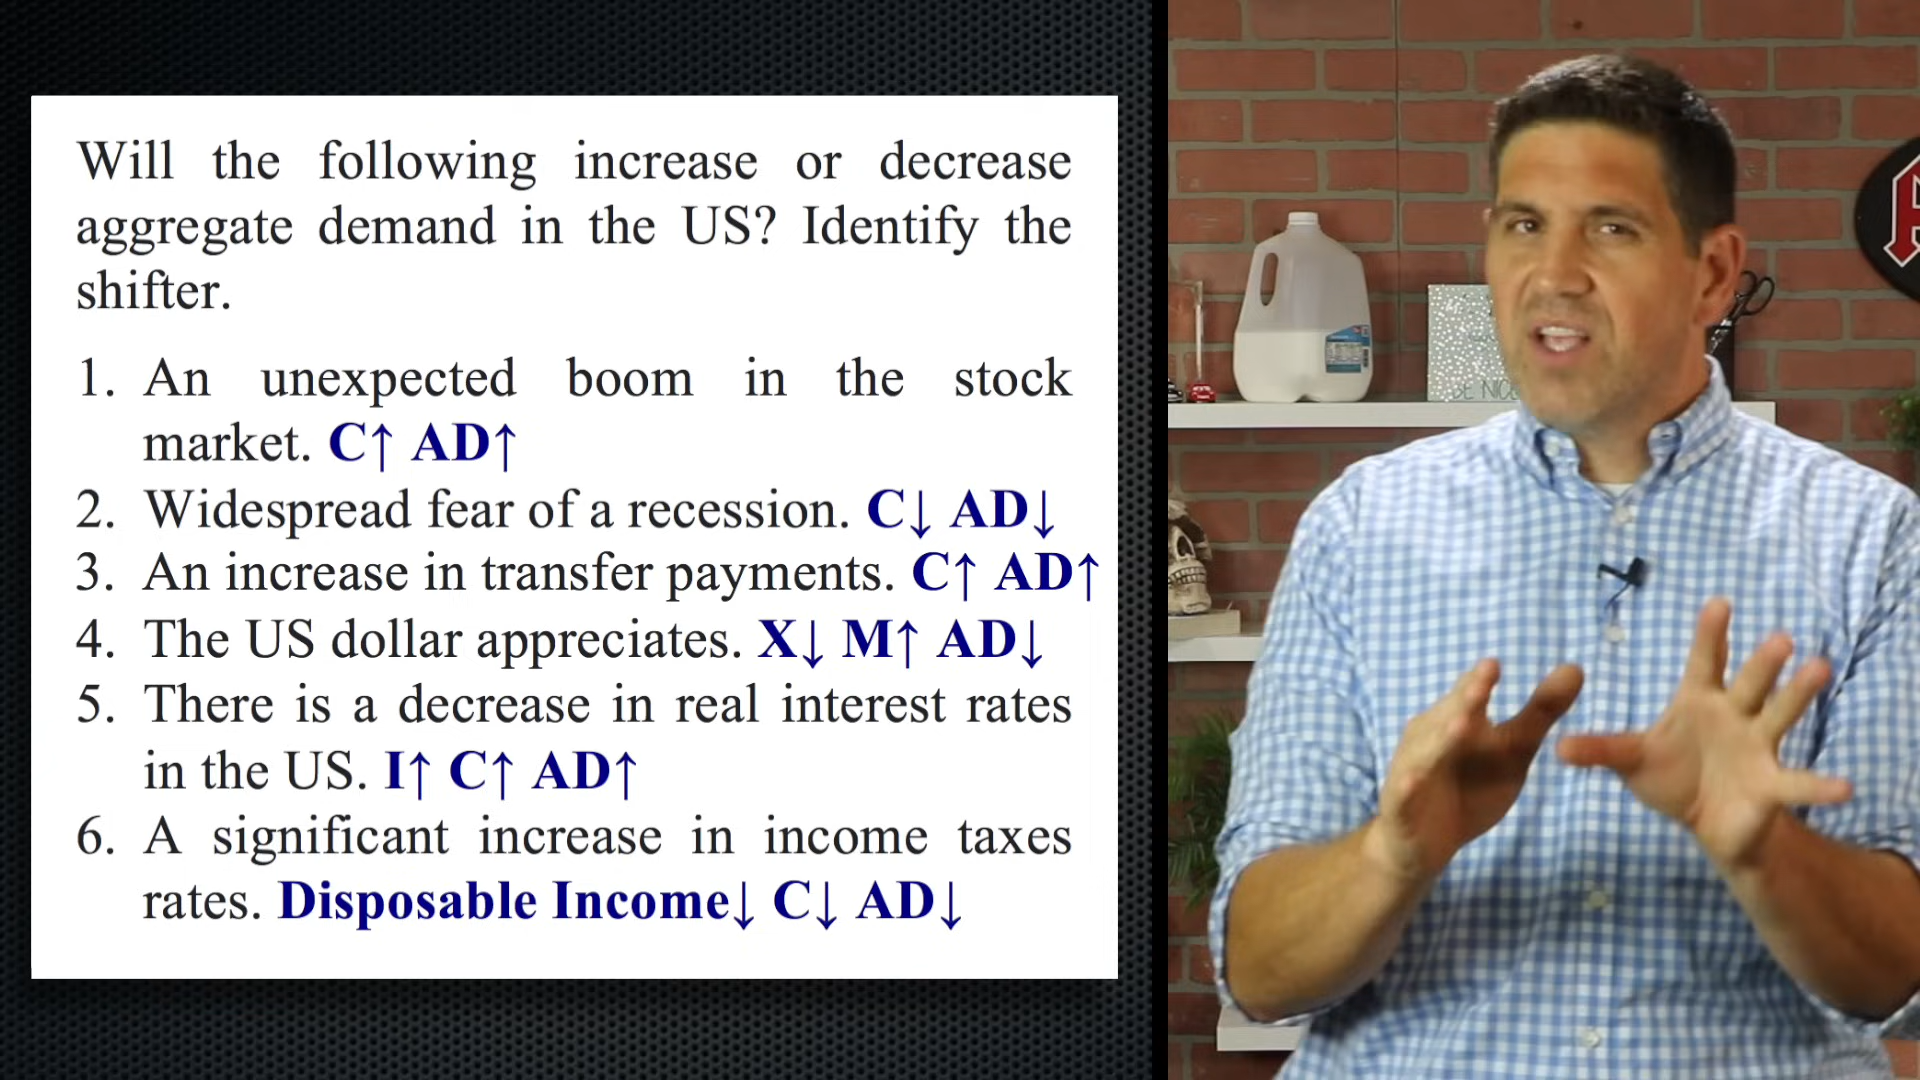 Will the following increase or decrease
aggregate demand in the US? Identify the
shifter.
1. An unexpected boom in the stock
market. C↑ AD↑
2. Widespread fear of a recession. C↓ AD↓
3. An increase in transfer payments. C↑ AD↑
4. The US dollar appreciates. X↓ M↑ AD↓
5. There is a decrease in real interest rates
in the US. I↑ C↑ AD↑
6. A significant increase in income taxes
rates. Disposable Income↓ C↓ AD↓